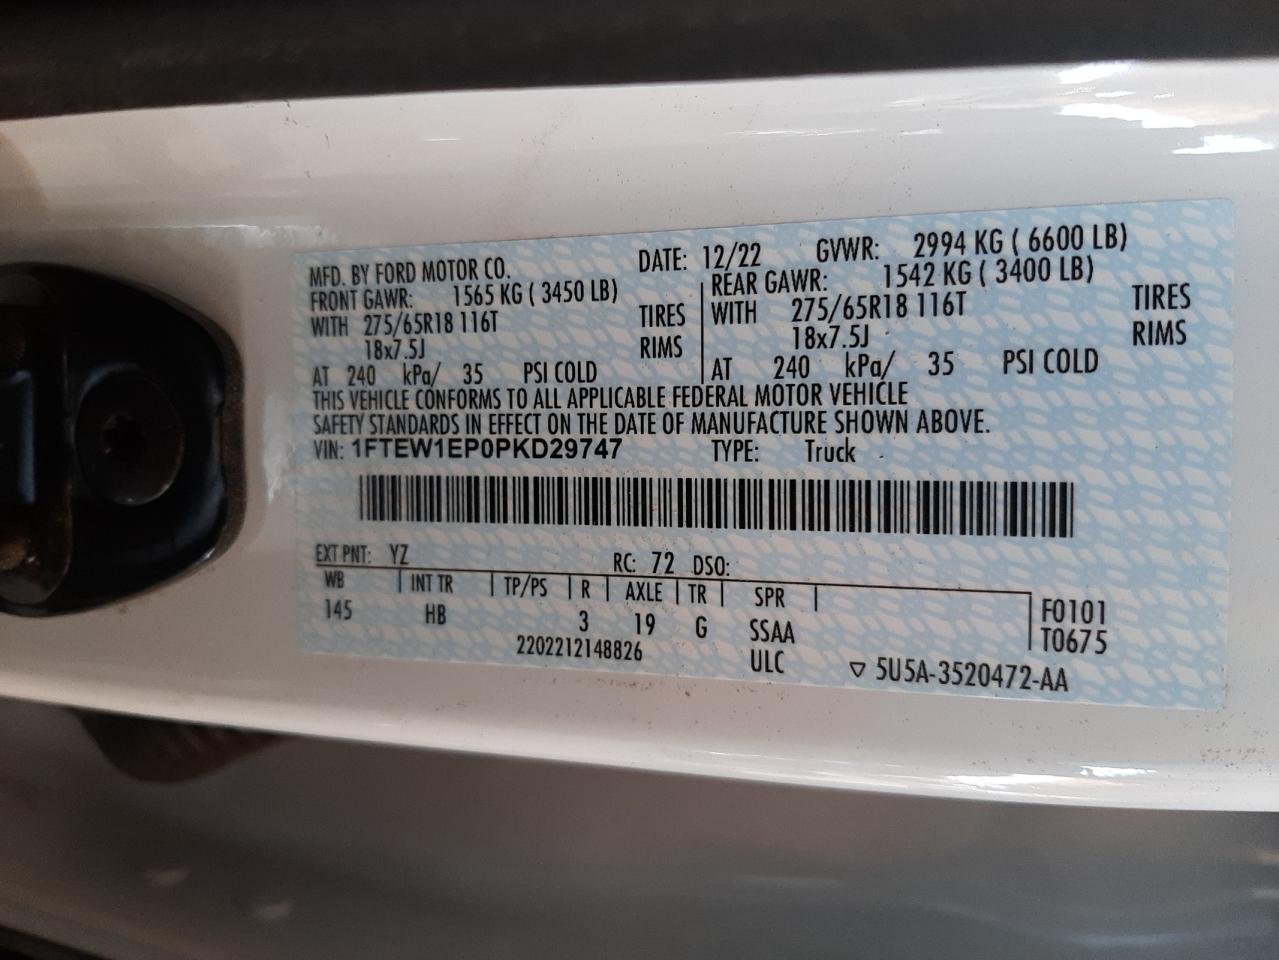 MFD. BY FORD MOTOR CO. DATE: 12/22 GVWR: 2994 KG ( 6600 LB)
FRONT GAWR: 1565 KG ( 3450 LB) REAR GAWR: 1542 KG ( 3400 LB)
WITH 275/65R18 116T TIRES WITH 275/65R18 116T TIRES
18x7.5J RIMS 18x7.5J RIMS
AT 240 kPa/ 35 PSI COLD AT 240 kPa/ 35 PSI COLD
THIS VEHICLE CONFORMS TO ALL APPLICABLE FEDERAL MOTOR VEHICLE
SAFETY STANDARDS IN EFFECT ON THE DATE OF MANUFACTURE SHOWN ABOVE.
VIN: 1FTEW1EP0PKD29747 TYPE: Truck
EXT PNT: YZ RC: 72 DSO:
WB INT TR TP/PS R AXLE TR SPR F0101
145 HB 3 19 G SSAA T0675
2202212148826 ULC ▽ 5U5A-3520472-AA